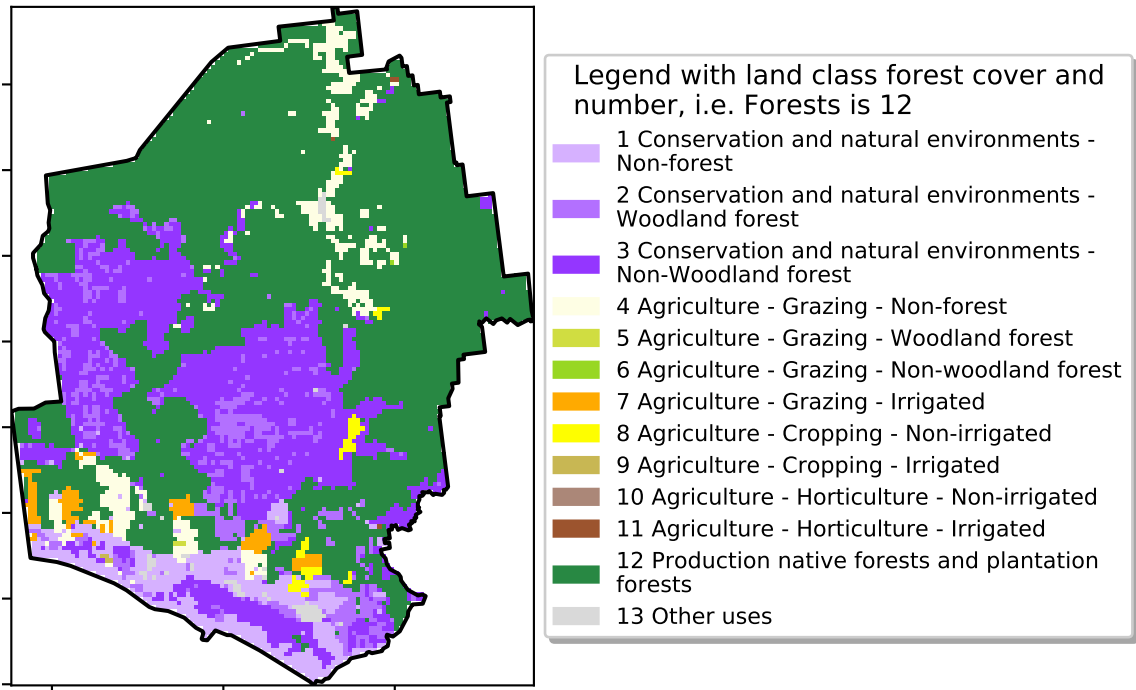 Legend with land class forest cover and
number, i.e. Forests is 12
1 Conservation and natural environments -
Non-forest
2 Conservation and natural environments -
Woodland forest
3 Conservation and natural environments -
Non-Woodland forest
4 Agriculture - Grazing - Non-forest
5 Agriculture - Grazing - Woodland forest
6 Agriculture - Grazing - Non-woodland forest
7 Agriculture - Grazing - Irrigated
8 Agriculture - Cropping - Non-irrigated
9 Agriculture - Cropping - Irrigated
10 Agriculture - Horticulture - Non-irrigated
11 Agriculture - Horticulture - Irrigated
12 Production native forests and plantation
forests
13 Other uses